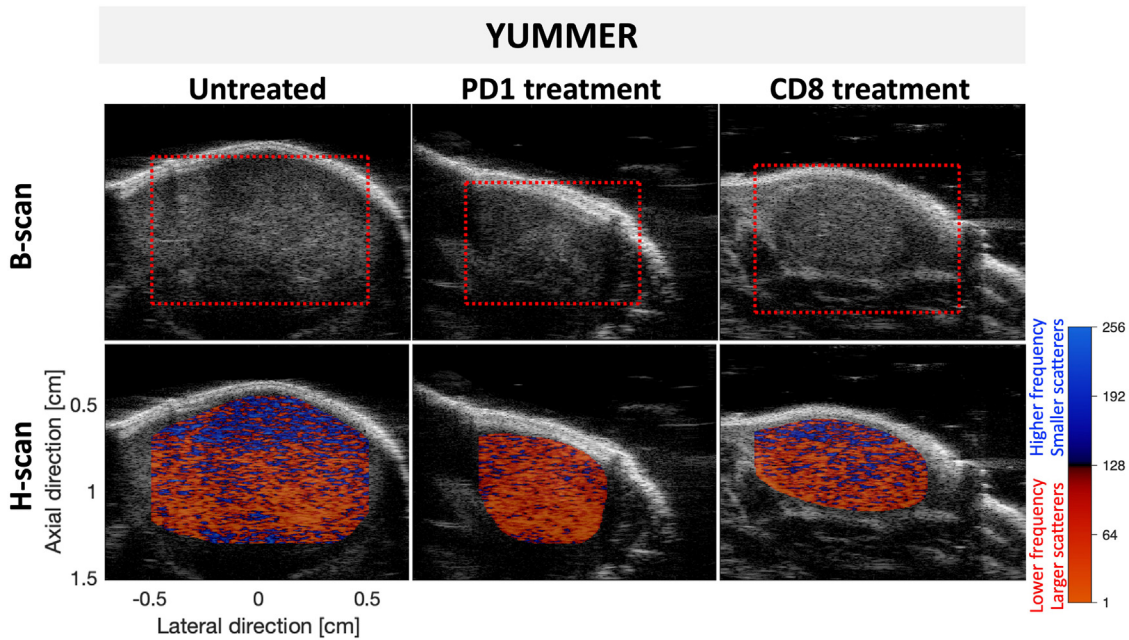 YUMMER
Untreated
PD1 treatment
CD8 treatment
B-scan
H-scan
Axial direction [cm]
0.5
1
1.5
-0.5
0
0.5
Lateral direction [cm]
Higher frequency
Smaller scatterers
Lower frequency
Larger scatterers
256
192
128
64
1